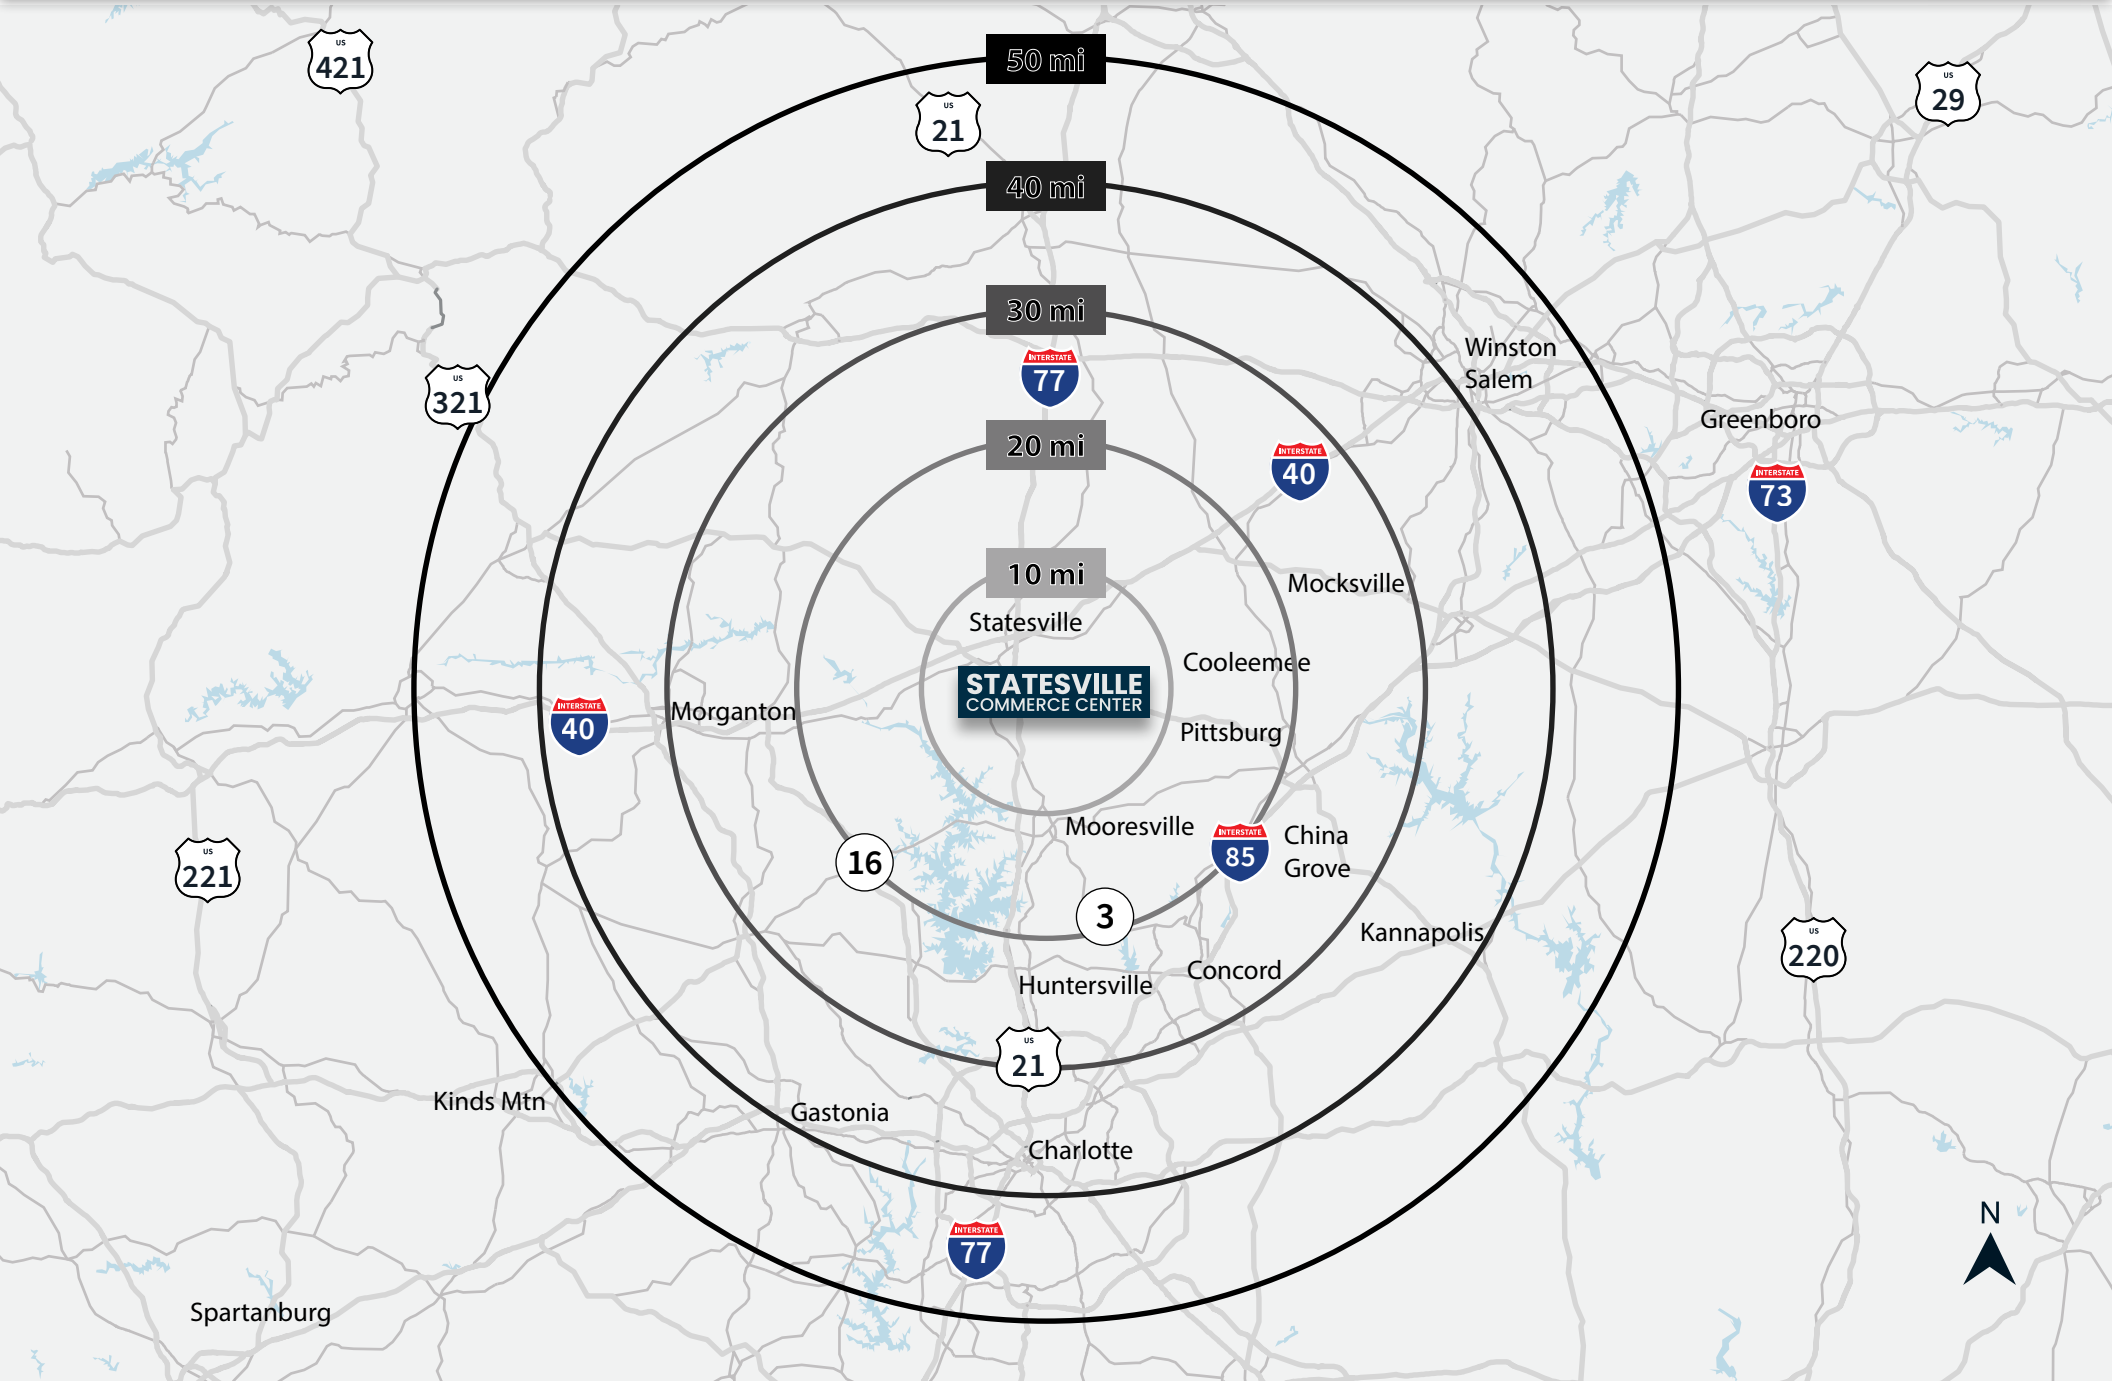 50 mi
US
421
US
29
US
21
40 mi
30 mi
INTERSTATE
77
Winston
Salem
US
321
Greenboro
20 mi
INTERSTATE
40
INTERSTATE
73
10 mi
Mocksville
Statesville
Cooleemee
STATESVILLE
COMMERCE CENTER
INTERSTATE
40
Morganton
Pittsburg
Mooresville
INTERSTATE
85
China
Grove
16
US
221
3
Kannapolis
US
220
Concord
Huntersville
US
21
Kinds Mtn
Gastonia
Charlotte
N
INTERSTATE
77
Spartanburg